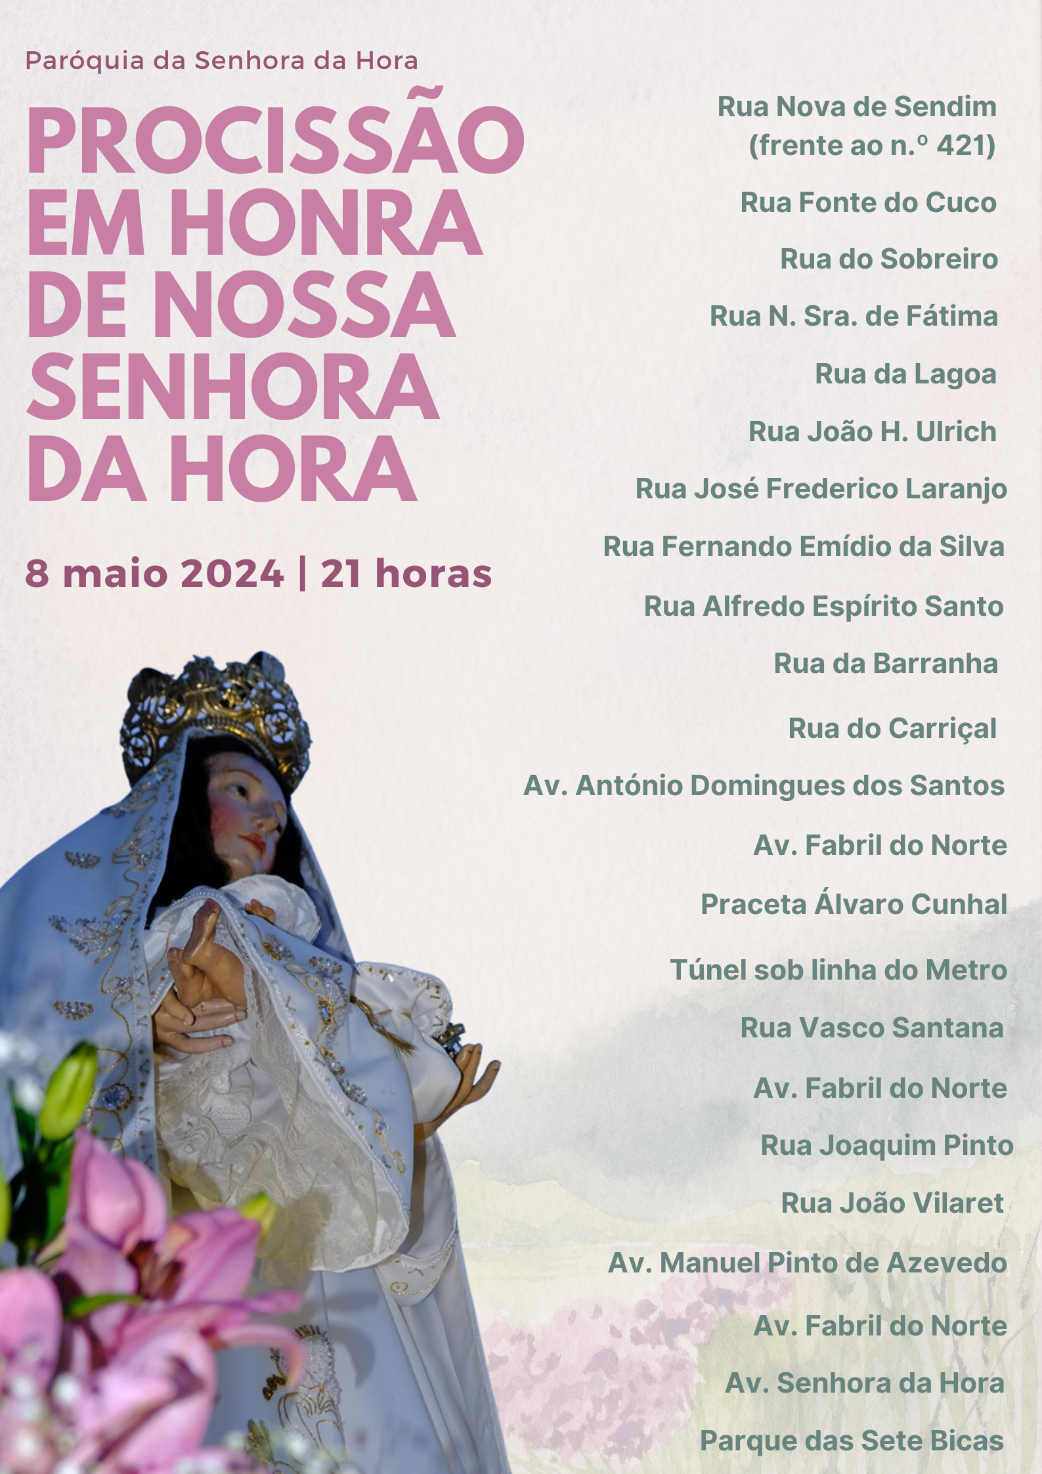 Paróquia da Senhora da Hora
PROCISSÃO
EM HONRA
DE NOSSA
SENHORA
DA HORA
8 maio 2024 | 21 horas
Rua Nova de Sendim
(frente ao n.º 421)
Rua Fonte do Cuco
Rua do Sobreiro
Rua N. Sra. de Fátima
Rua da Lagoa
Rua João H. Ulrich
Rua José Frederico Laranjo
Rua Fernando Emídio da Silva
Rua Alfredo Espírito Santo
Rua da Barranha
Rua do Carriçal
Av. António Domingues dos Santos
Av. Fabril do Norte
Praceta Álvaro Cunhal
Túnel sob linha do Metro
Rua Vasco Santana
Av. Fabril do Norte
Rua Joaquim Pinto
Rua João Vilaret
Av. Manuel Pinto de Azevedo
Av. Fabril do Norte
Av. Senhora da Hora
Parque das Sete Bicas